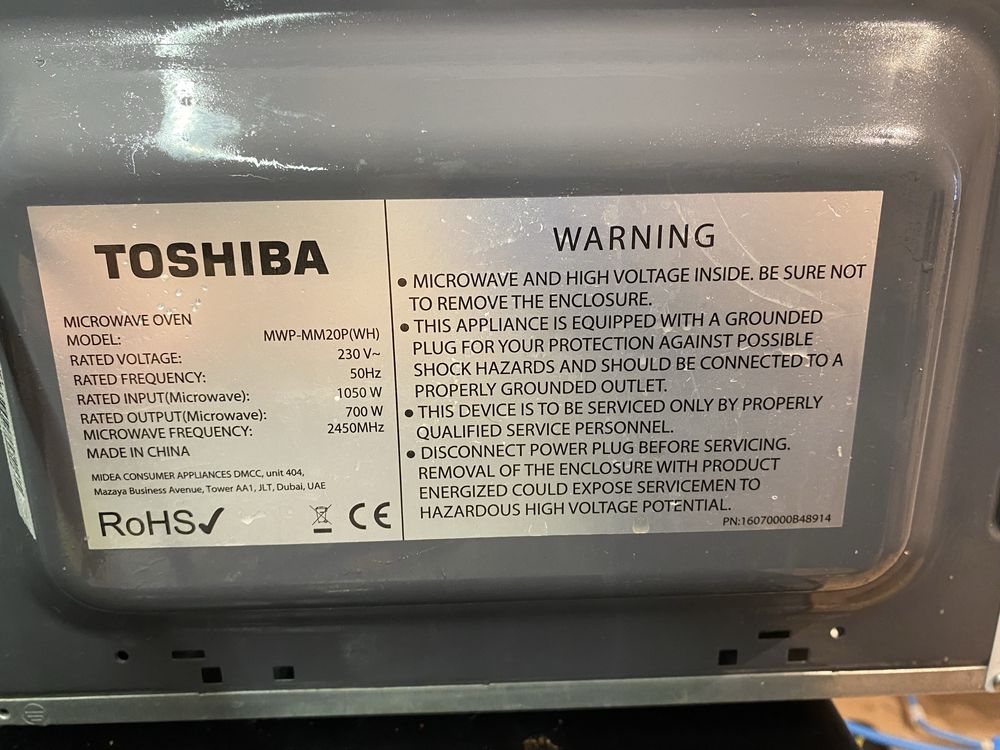 TOSHIBA
MICROWAVE OVEN
MODEL: MWP-MM20P(WH)
RATED VOLTAGE: 230 V~
RATED FREQUENCY: 50Hz
RATED INPUT(Microwave): 1050 W
RATED OUTPUT(Microwave): 700 W
MICROWAVE FREQUENCY: 2450MHz
MADE IN CHINA
MIDEA CONSUMER APPLIANCES DMCC, unit 404,
Mazaya Business Avenue, Tower AA1, JLT, Dubai, UAE
RoHS✓ CE
WARNING
● MICROWAVE AND HIGH VOLTAGE INSIDE. BE SURE NOT
TO REMOVE THE ENCLOSURE.
● THIS APPLIANCE IS EQUIPPED WITH A GROUNDED
PLUG FOR YOUR PROTECTION AGAINST POSSIBLE
SHOCK HAZARDS AND SHOULD BE CONNECTED TO A
PROPERLY GROUNDED OUTLET.
● THIS DEVICE IS TO BE SERVICED ONLY BY PROPERLY
QUALIFIED SERVICE PERSONNEL.
● DISCONNECT POWER PLUG BEFORE SERVICING.
REMOVAL OF THE ENCLOSURE WITH PRODUCT
ENERGIZED COULD EXPOSE SERVICEMEN TO
HAZARDOUS HIGH VOLTAGE POTENTIAL.
PN:16070000B48914